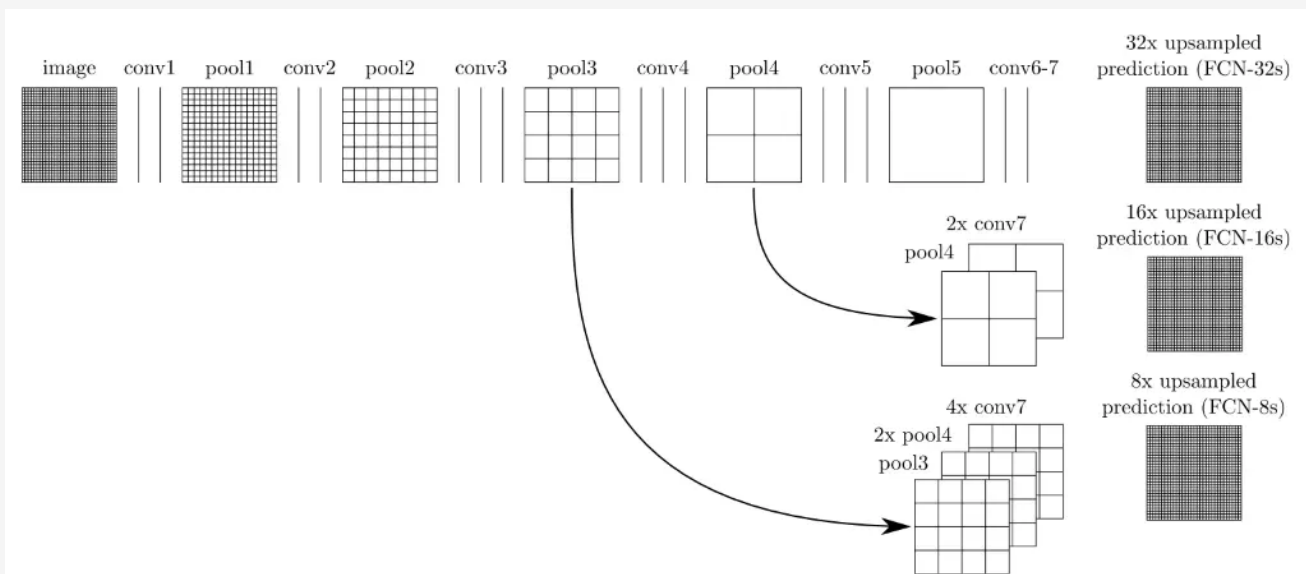 32x upsampled
image conv1 pool1 conv2 pool2 conv3 pool3 conv4 pool4 conv5 pool5 conv6-7 prediction (FCN-32s)
16x upsampled
2x conv7 prediction (FCN-16s)
pool4
8x upsampled
4x conv7 prediction (FCN-8s)
2x pool4
pool3